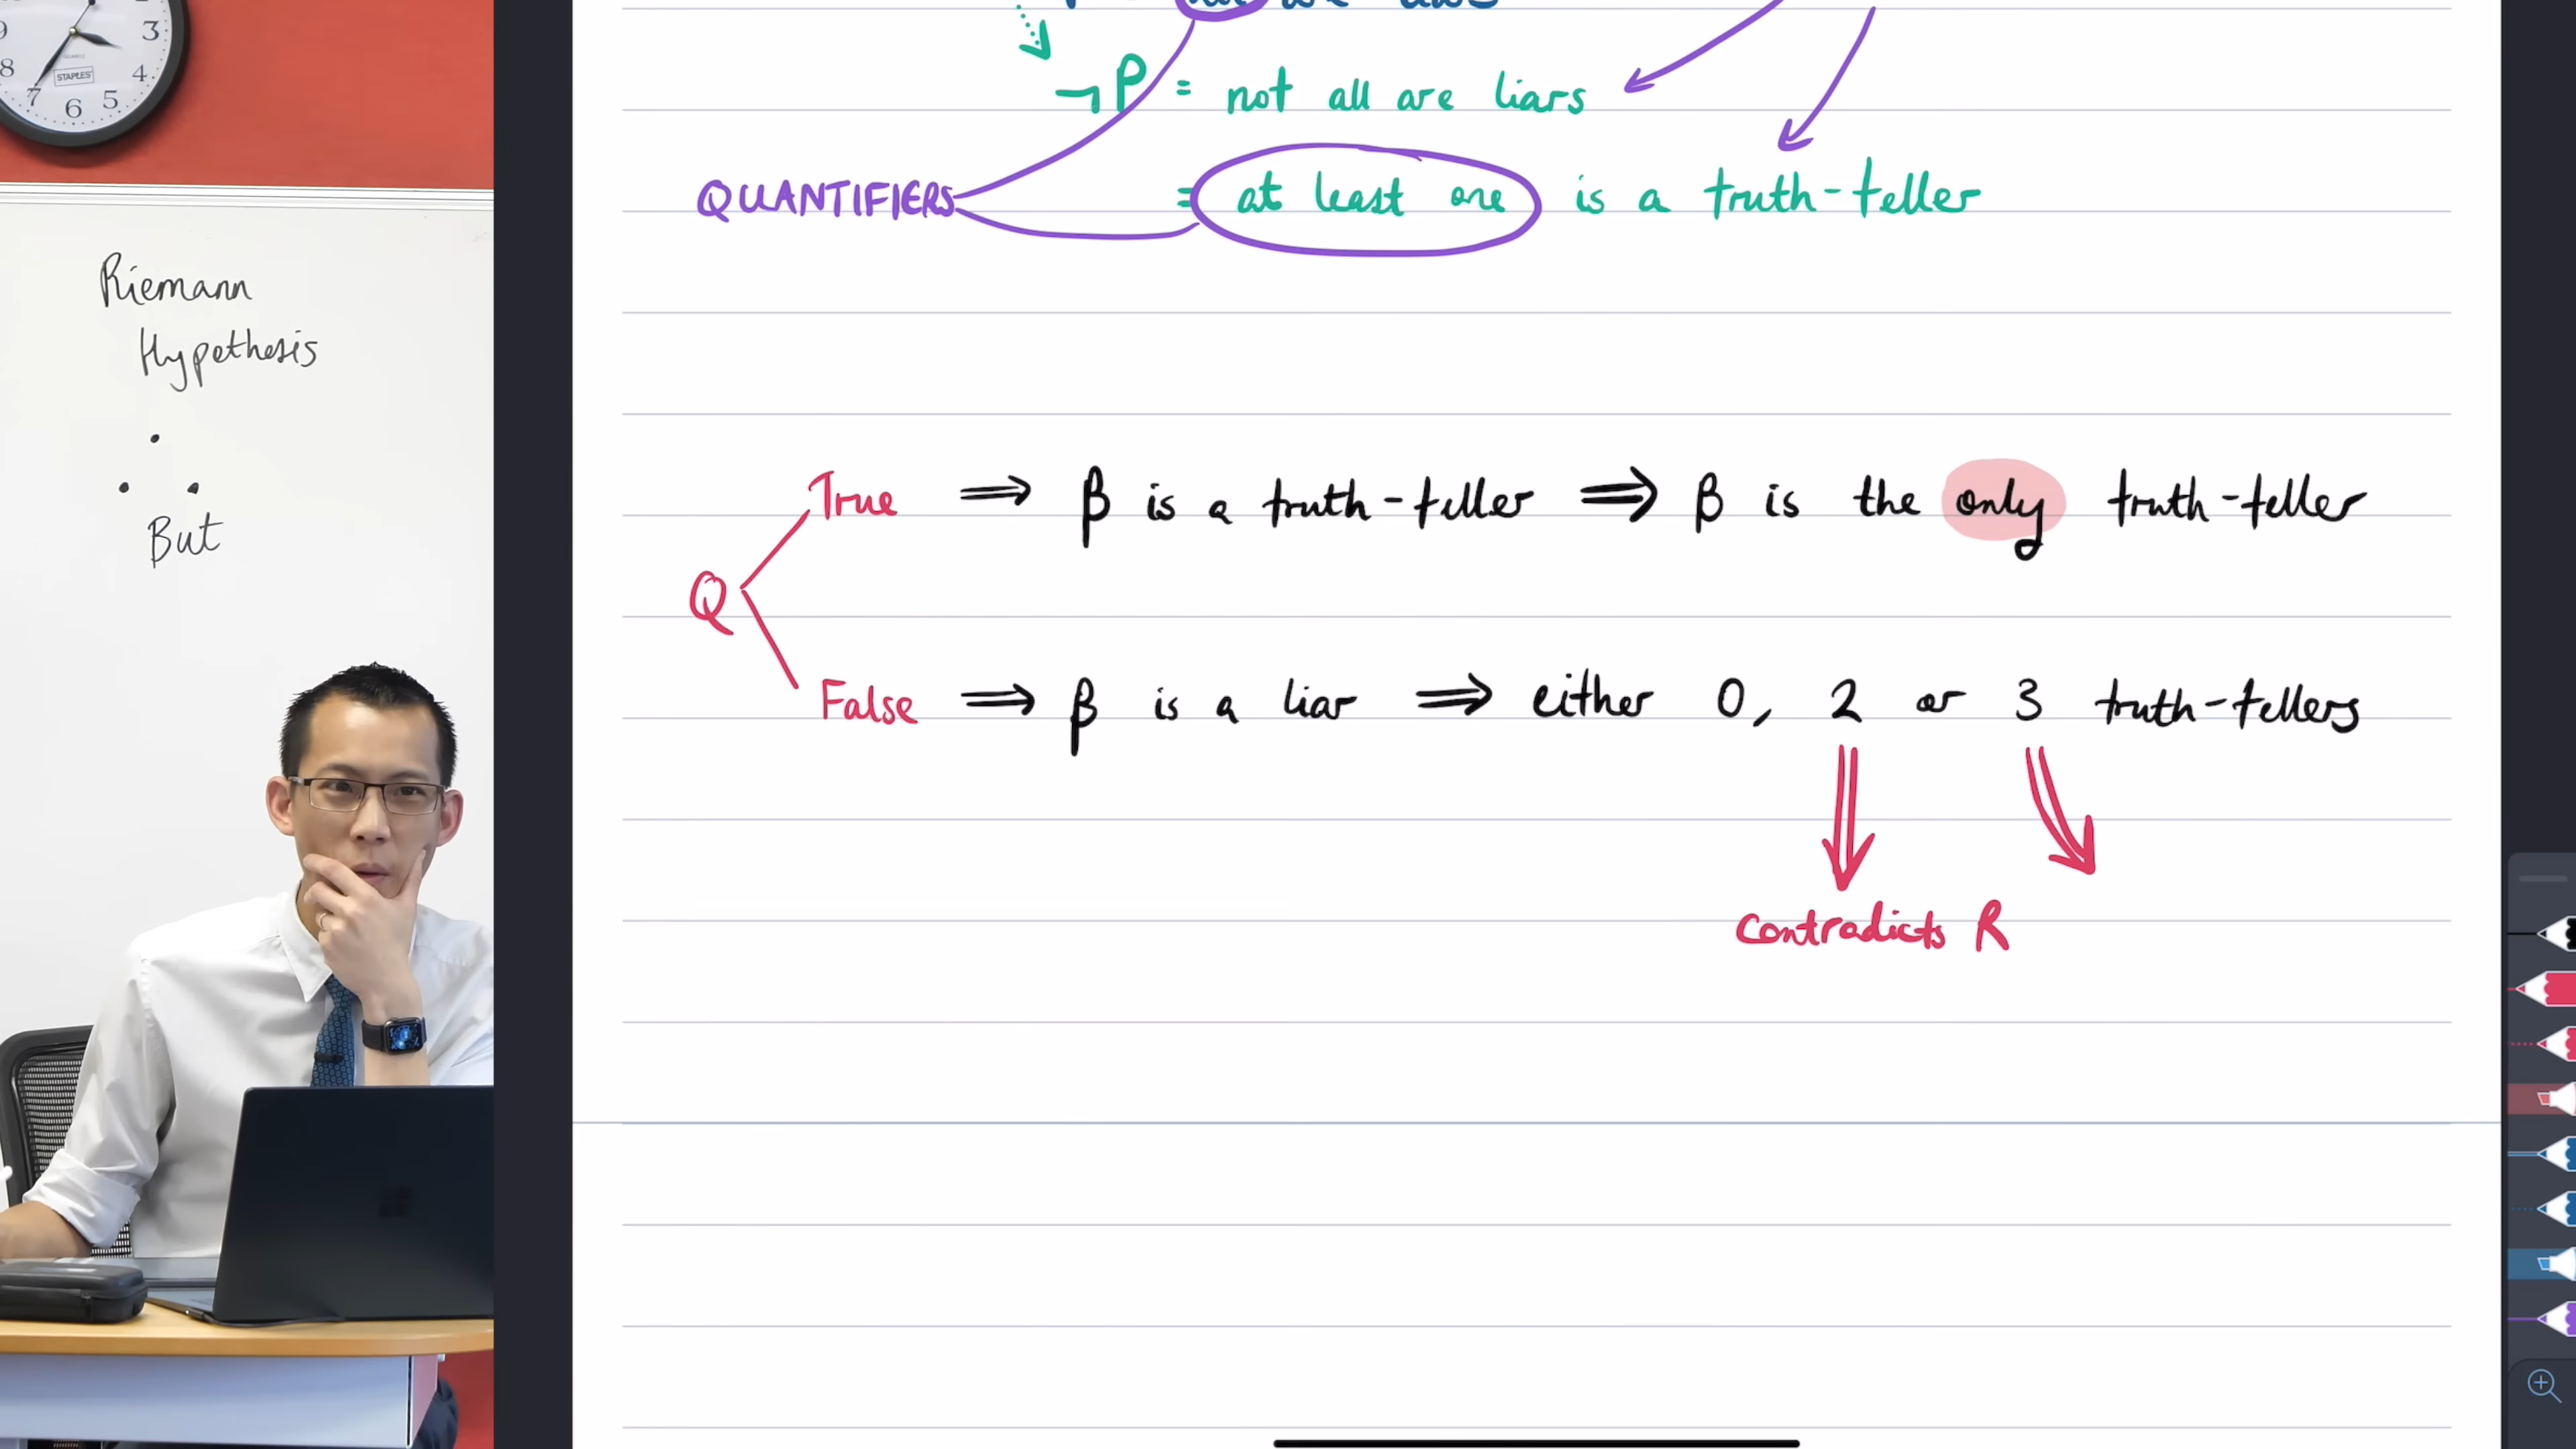 3
4
5
6
7
8
QUARTZ
STAPLES
Riemann
Hypothesis
But
¬P = not all are liars
QUANTIFIERS = at least one is a truth-teller
True ⟹ β is a truth-teller ⟹ β is the only truth-teller
Q
False ⟹ β is a liar ⟹ either 0, 2 or 3 truth-tellers
contradicts R